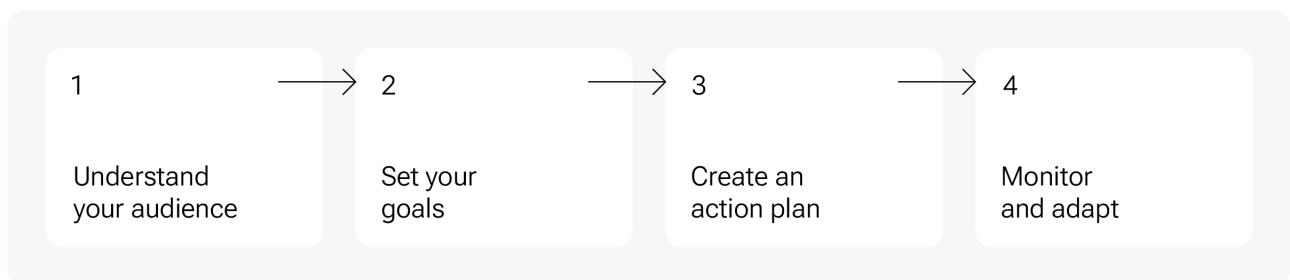 1
Understand
your audience
2
Set your
goals
3
Create an
action plan
4
Monitor
and adapt